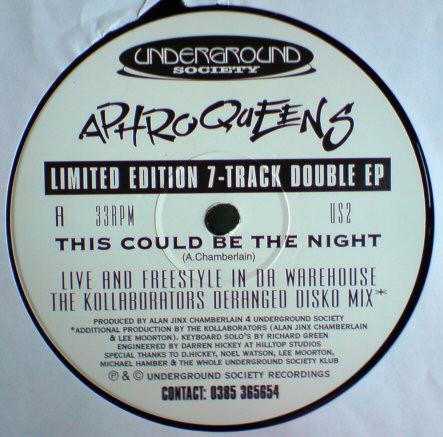 UNDERGROUND
SOCIETY
APHROQUEENS
LIMITED EDITION 7-TRACK DOUBLE EP
A 33RPM US2
THIS COULD BE THE NIGHT
(A.Chamberlain)
LIVE AND FREESTYLE IN DA WAREHOUSE
THE KOLLABORATORS DERANGED DISKO MIX*
PRODUCED BY ALAN JINX CHAMBERLAIN 4 UNDERGROUND SOCIETY
*ADDITIONAL PRODUCTION BY THE KOLLABORATORS (ALAN JINX CHAMBERLAIN
& LEE MOORTON). KEYBOARD SOLO'S BY RICHARD GREEN
ENGINEERED BY DARREN HICKEY AT HILLTOP STUDIOS
SPECIAL THANKS TO D.HICKEY, NOEL WATSON, LEE MOORTON,
MICHAEL HAMBER & THE WHOLE UNDERGROUND SOCIETY KLUB
℗ & © UNDERGROUND SOCIETY RECORDINGS
CONTACT: 0385 365654